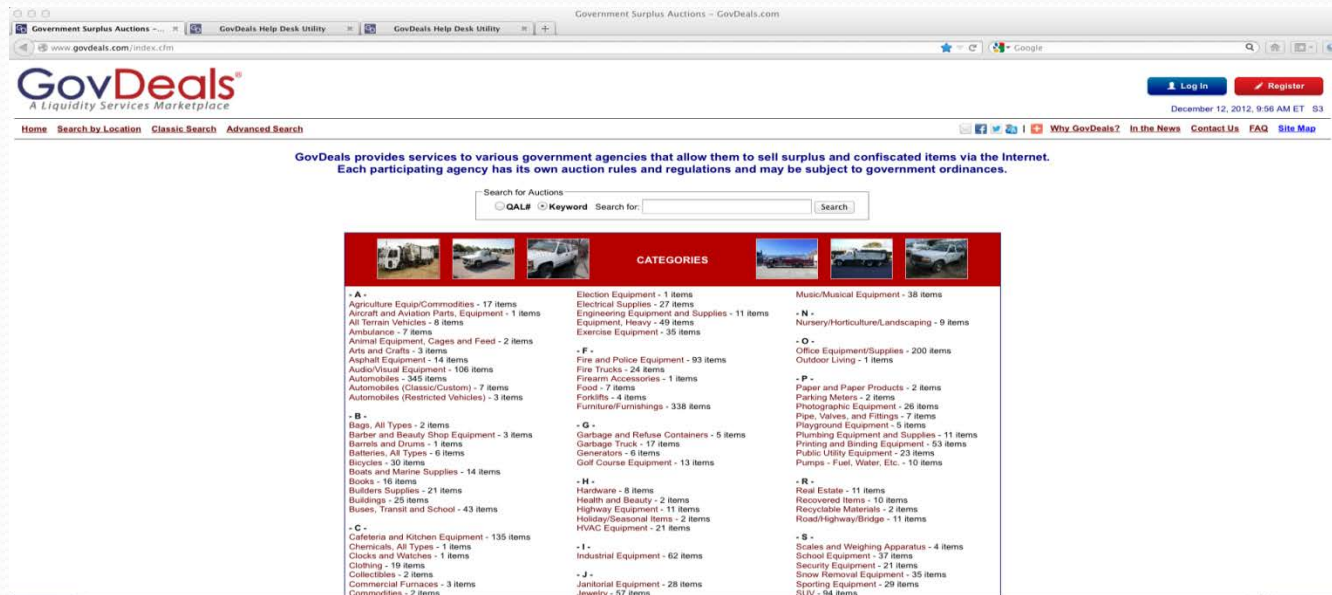 Government Surplus Auctions – GovDeals.com
Government Surplus Auctions –...
GovDeals Help Desk Utility
GovDeals Help Desk Utility
www.govdeals.com/index.cfm
Google
GovDeals®
A Liquidity Services Marketplace
Log In
Register
December 12, 2012, 9:56 AM ET S3
Home Search by Location Classic Search Advanced Search
Why GovDeals? In the News Contact Us FAQ Site Map
GovDeals provides services to various government agencies that allow them to sell surplus and confiscated items via the Internet.
Each participating agency has its own auction rules and regulations and may be subject to government ordinances.
Search for Auctions
QAL# Keyword Search for: Search
CATEGORIES
- A -
Agriculture Equip/Commodities - 17 items
Aircraft and Aviation Parts, Equipment - 1 items
All Terrain Vehicles - 8 items
Ambulance - 7 items
Animal Equipment, Cages and Feed - 2 items
Arts and Crafts - 3 items
Asphalt Equipment - 14 items
Audio/Visual Equipment - 106 items
Automobiles - 345 items
Automobiles (Classic/Custom) - 7 items
Automobiles (Restricted Vehicles) - 3 items
- B -
Bags, All Types - 2 items
Barber and Beauty Shop Equipment - 3 items
Barrels and Drums - 1 items
Batteries, All Types - 6 items
Bicycles - 30 items
Boats and Marine Supplies - 14 items
Books - 16 items
Builders Supplies - 21 items
Buildings - 25 items
Buses, Transit and School - 43 items
- C -
Cafeteria and Kitchen Equipment - 135 items
Chemicals, All Types - 1 items
Clocks and Watches - 1 items
Clothing - 19 items
Collectibles - 2 items
Commercial Furnaces - 3 items
Commodities - 2 items
Election Equipment - 1 items
Electrical Supplies - 27 items
Engineering Equipment and Supplies - 11 items
Equipment, Heavy - 49 items
Exercise Equipment - 35 items
- F -
Fire and Police Equipment - 93 items
Fire Trucks - 24 items
Firearm Accessories - 1 items
Food - 7 items
Forklifts - 4 items
Furniture/Furnishings - 338 items
- G -
Garbage and Refuse Containers - 5 items
Garbage Truck - 17 items
Generators - 6 items
Golf Course Equipment - 13 items
- H -
Hardware - 8 items
Health and Beauty - 2 items
Highway Equipment - 11 items
Holiday/Seasonal Items - 2 items
HVAC Equipment - 21 items
- I -
Industrial Equipment - 62 items
- J -
Janitorial Equipment - 28 items
Jewelry - 57 items
Music/Musical Equipment - 38 items
- N -
Nursery/Horticulture/Landscaping - 9 items
- O -
Office Equipment/Supplies - 200 items
Outdoor Living - 1 items
- P -
Paper and Paper Products - 2 items
Parking Meters - 2 items
Photographic Equipment - 26 items
Pipe, Valves, and Fittings - 7 items
Playground Equipment - 5 items
Plumbing Equipment and Supplies - 11 items
Printing and Binding Equipment - 53 items
Public Utility Equipment - 23 items
Pumps - Fuel, Water, Etc. - 10 items
- R -
Real Estate - 11 items
Recovered Items - 10 items
Recyclable Materials - 2 items
Road/Highway/Bridge - 11 items
- S -
Scales and Weighing Apparatus - 4 items
School Equipment - 37 items
Security Equipment - 21 items
Snow Removal Equipment - 35 items
Sporting Equipment - 29 items
SUV - 94 items